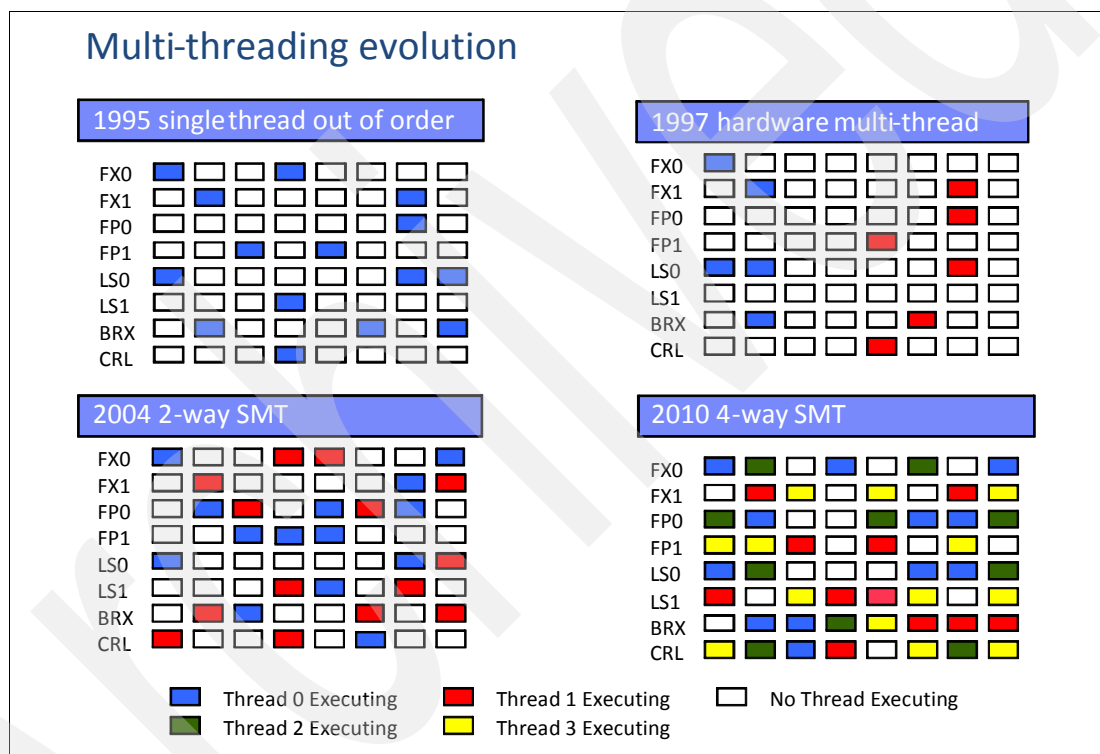 Multi-threading evolution
1995 single thread out of order
FX0
FX1
FP0
FP1
LS0
LS1
BRX
CRL
1997 hardware multi-thread
FX0
FX1
FP0
FP1
LS0
LS1
BRX
CRL
2004 2-way SMT
FX0
FX1
FP0
FP1
LS0
LS1
BRX
CRL
2010 4-way SMT
FX0
FX1
FP0
FP1
LS0
LS1
BRX
CRL
Thread 0 Executing
Thread 1 Executing
No Thread Executing
Thread 2 Executing
Thread 3 Executing